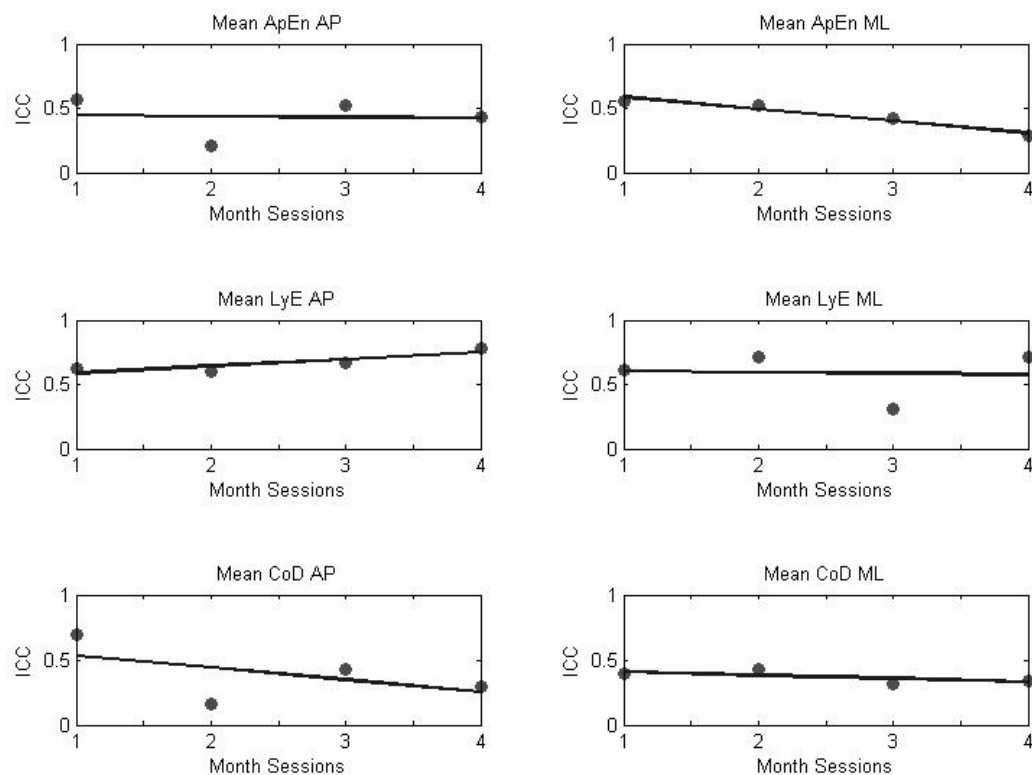 Mean ApEn AP
1
0.5
0
ICC
1 2 3 4
Month Sessions
Mean ApEn ML
1
0.5
0
ICC
1 2 3 4
Month Sessions
Mean LyE AP
1
0.5
0
ICC
1 2 3 4
Month Sessions
Mean LyE ML
1
0.5
0
ICC
1 2 3 4
Month Sessions
Mean CoD AP
1
0.5
0
ICC
1 2 3 4
Month Sessions
Mean CoD ML
1
0.5
0
ICC
1 2 3 4
Month Sessions